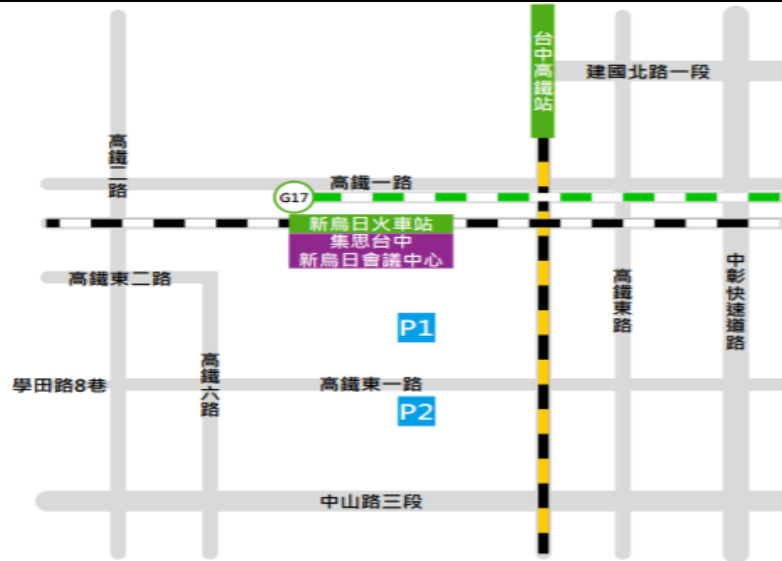 台中高鐵站
建國北路一段
高鐵二路
高鐵一路
G17
新烏日火車站
集思台中
新烏日會議中心
高鐵東二路
高鐵東路
中彰快速道路
P1
高鐵六路
學田路8巷
高鐵東一路
P2
中山路三段